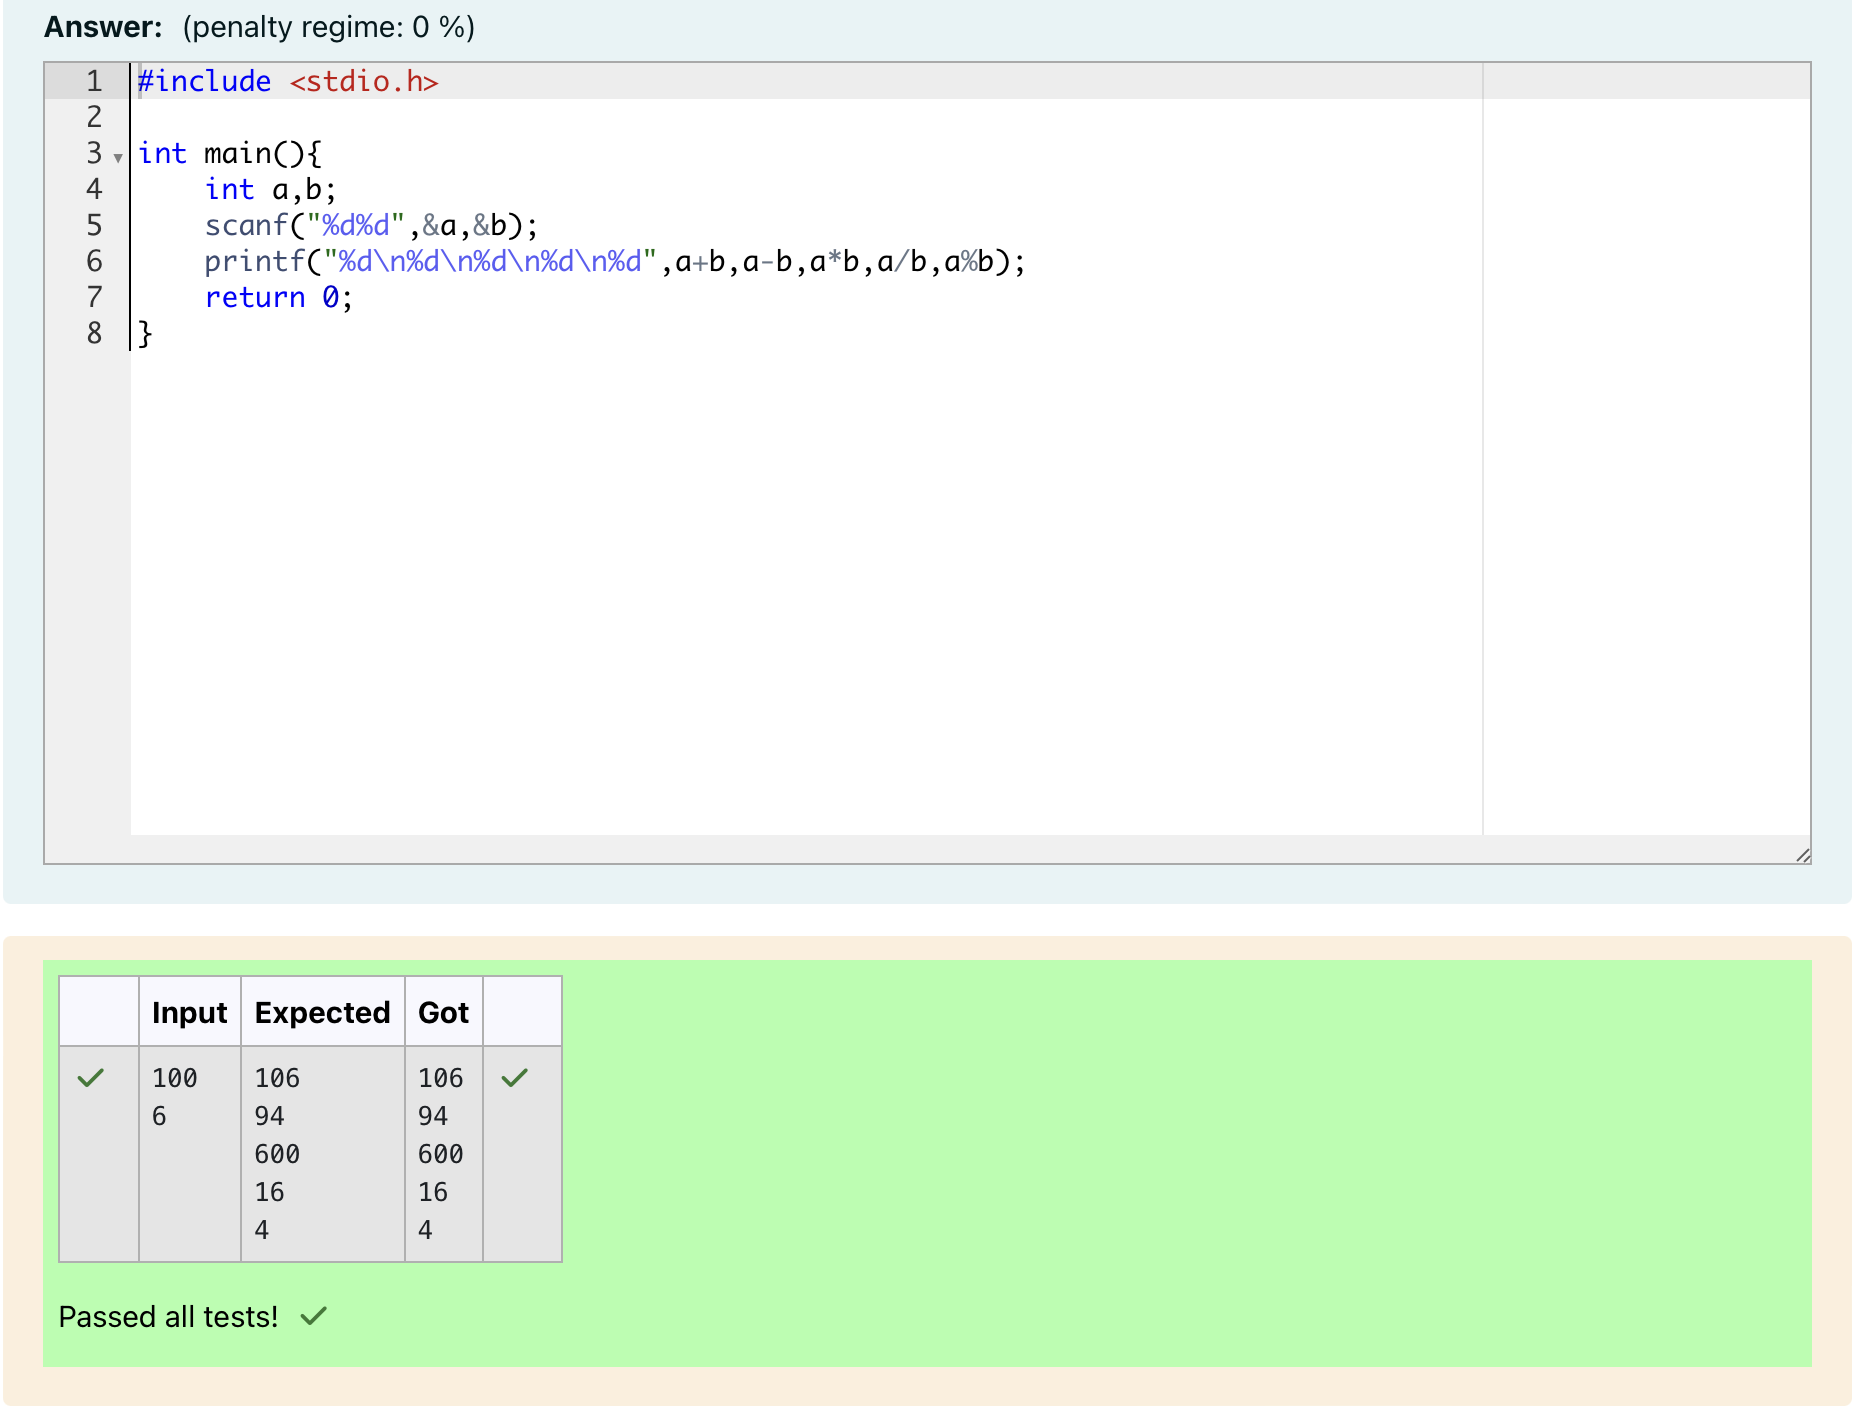 Answer: (penalty regime: 0 %)
1 #include <stdio.h>
2
3 int main(){
4     int a,b;
5     scanf("%d%d",&a,&b);
6     printf("%d\n%d\n%d\n%d\n%d",a+b,a-b,a*b,a/b,a%b);
7     return 0;
8 }
Input Expected Got
100 106 106
6 94 94
600 600
16 16
4 4
Passed all tests!